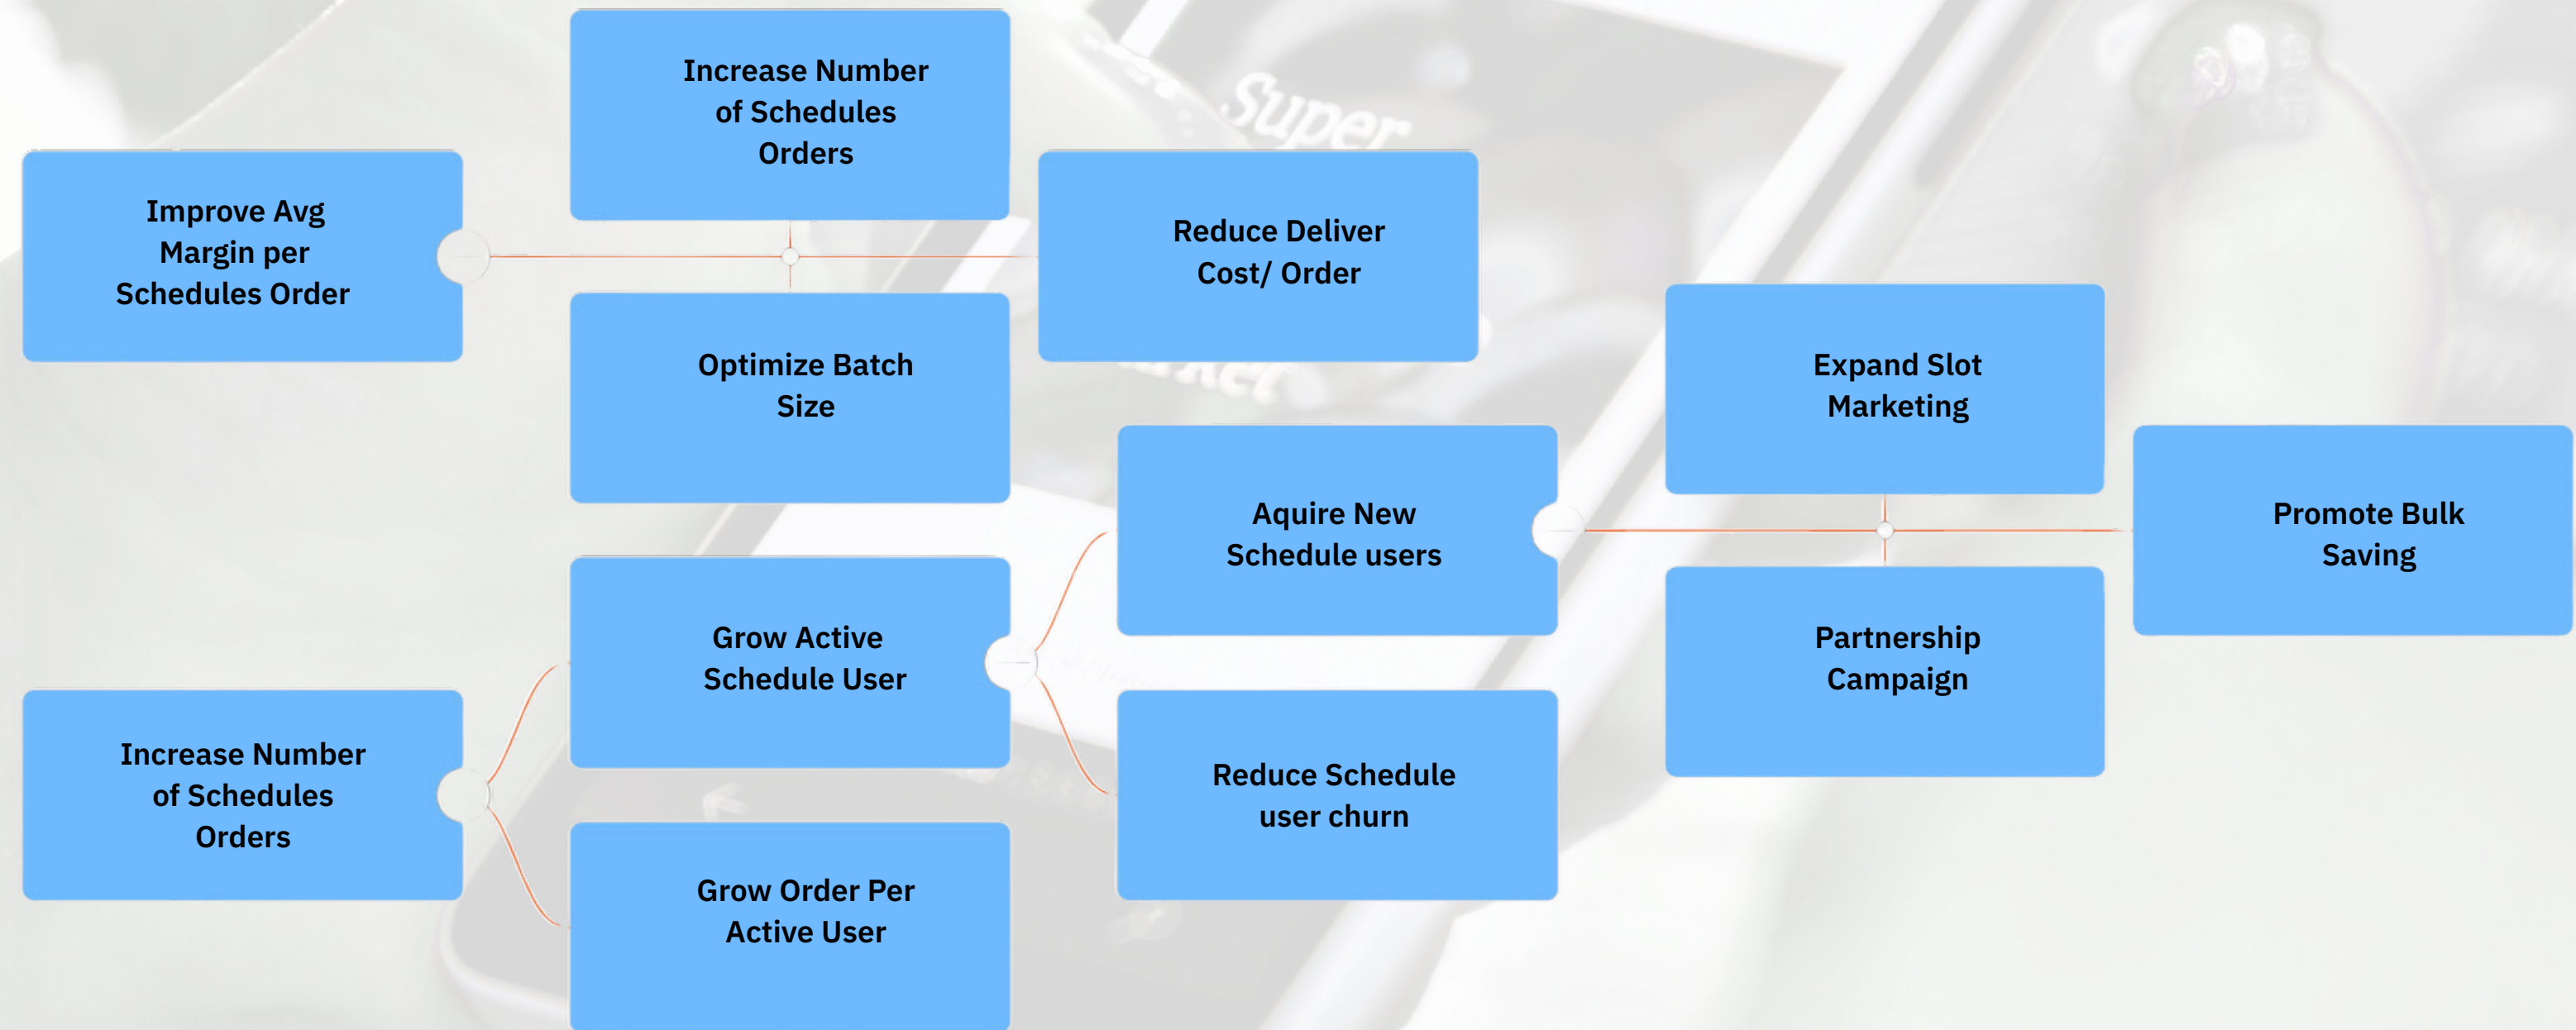 Increase Number
of Schedules
Orders
Improve Avg
Margin per
Schedules Order
Reduce Deliver
Cost/ Order
Optimize Batch
Size
Super
Expand Slot
Marketing
Aquire New
Schedule users
Promote Bulk
Saving
Grow Active
Schedule User
Partnership
Campaign
Increase Number
of Schedules
Orders
Reduce Schedule
user churn
Grow Order Per
Active User